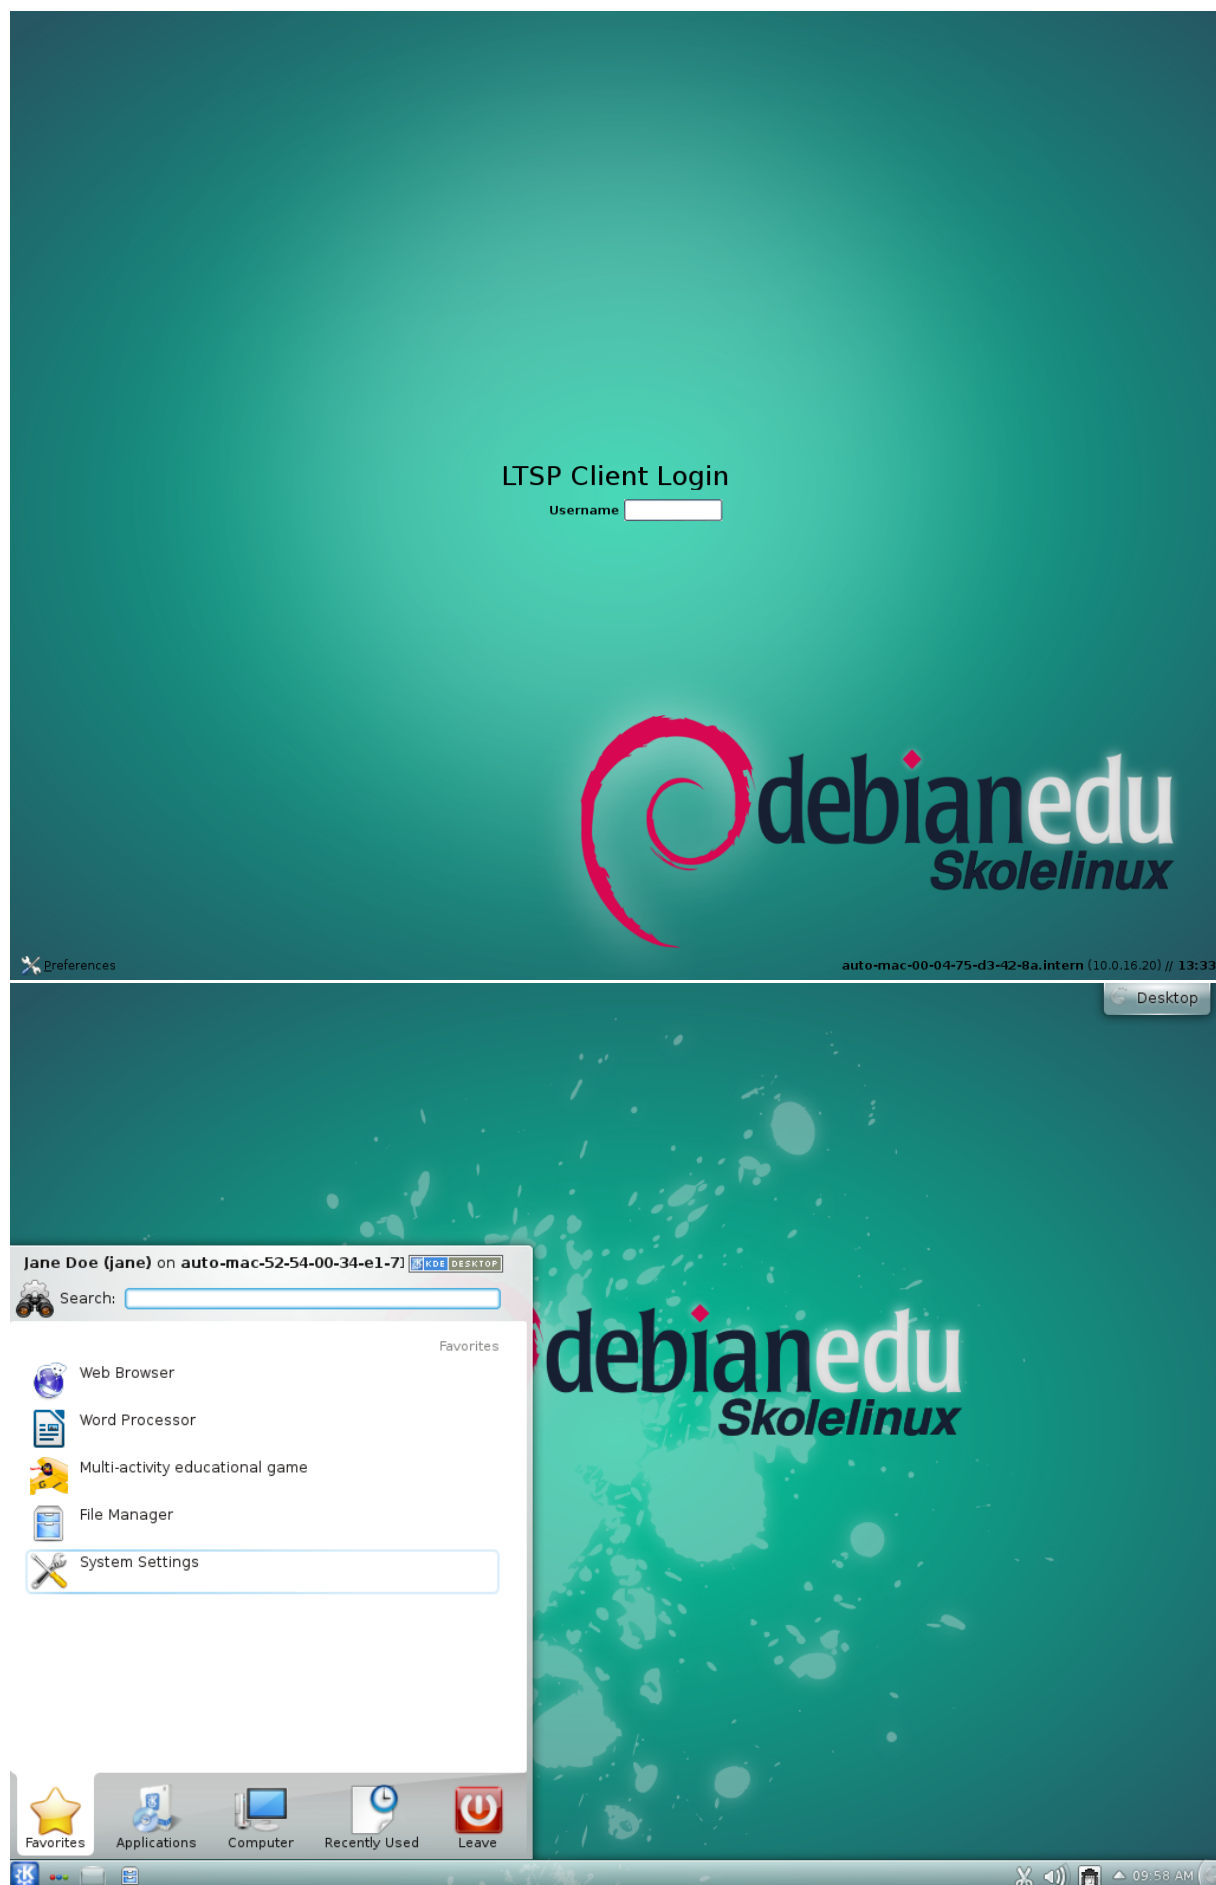 LTSP Client Login
Username
debianedu
Skolelinux
Preferences
auto-mac-00-04-75-d3-42-8a.intern (10.0.16.20) // 13:33
Desktop
Jane Doe (jane) on auto-mac-52-54-00-34-e1-7
KDE DESKTOP
Search:
Favorites
debianedu
Skolelinux
Web Browser
Word Processor
Multi-activity educational game
File Manager
System Settings
Favorites Applications Computer Recently Used Leave
09:58 AM